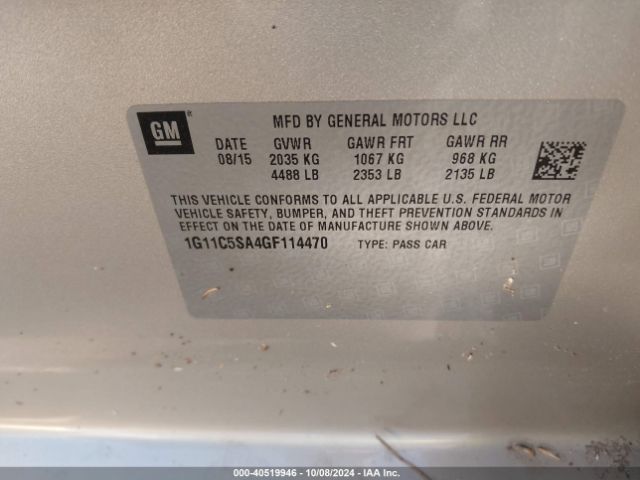 GM
MFD BY GENERAL MOTORS LLC
DATE GVWR GAWR FRT GAWR RR
08/15 2035 KG 1067 KG 968 KG
4488 LB 2353 LB 2135 LB
THIS VEHICLE CONFORMS TO ALL APPLICABLE U.S. FEDERAL MOTOR
VEHICLE SAFETY, BUMPER, AND THEFT PREVENTION STANDARDS IN
EFFECT ON THE DATE OF MANUFACTURE SHOWN ABOVE.
1G11C5SA4GF114470 TYPE: PASS CAR
000-40519946 - 10/08/2024 - IAA Inc.